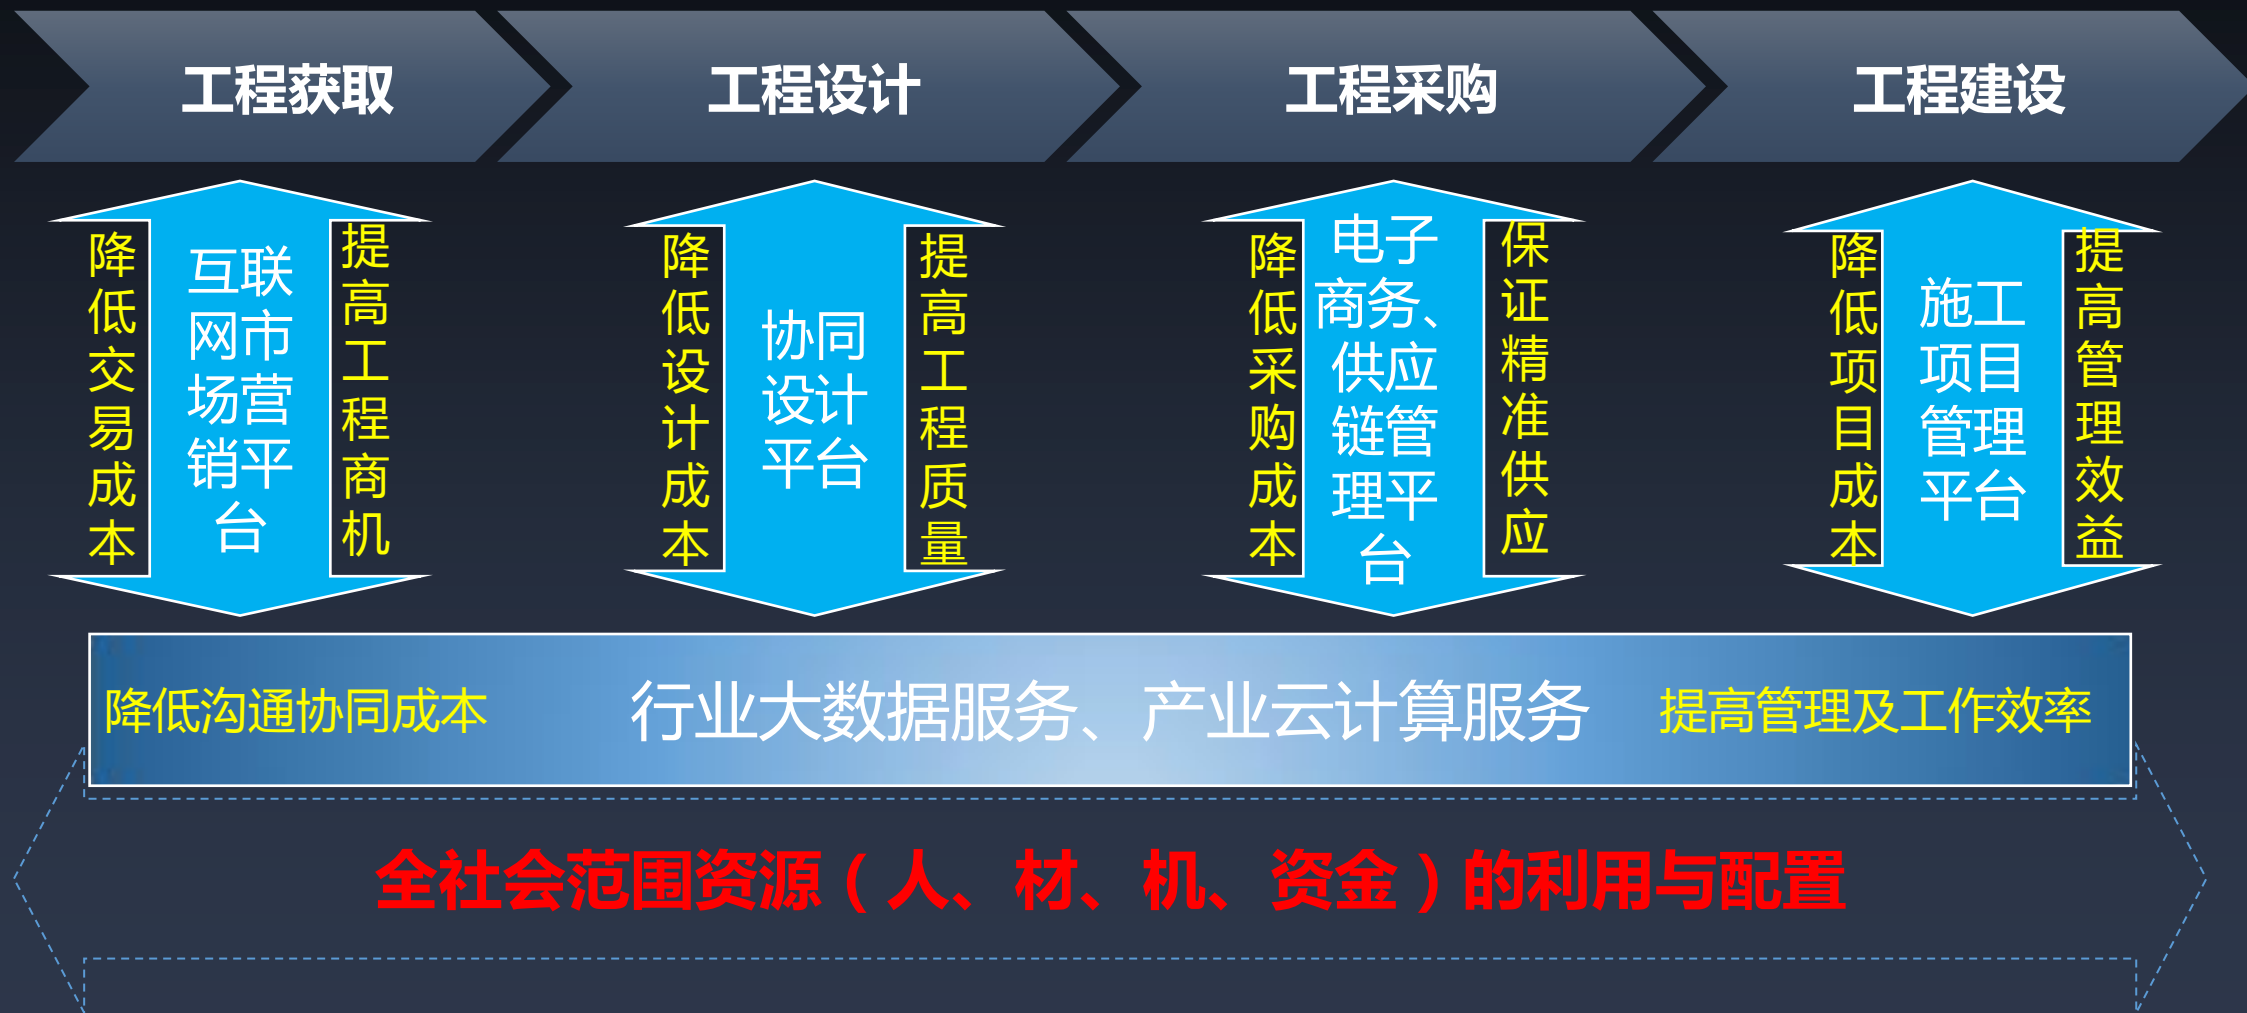 工程获取
工程设计
工程采购
工程建设
降低交易成本
互联
网市
场营
销平
台
提高工程商机
降低设计成本
协同
设计
平台
提高工程质量
降低采购成本
电子
商务、
供应
链管
理平
台
保证精准供应
降低项目成本
施工
项目
管理
平台
提高管理效益
降低沟通协同成本
行业大数据服务、产业云计算服务
提高管理及工作效率
全社会范围资源（人、材、机、资金）的利用与配置